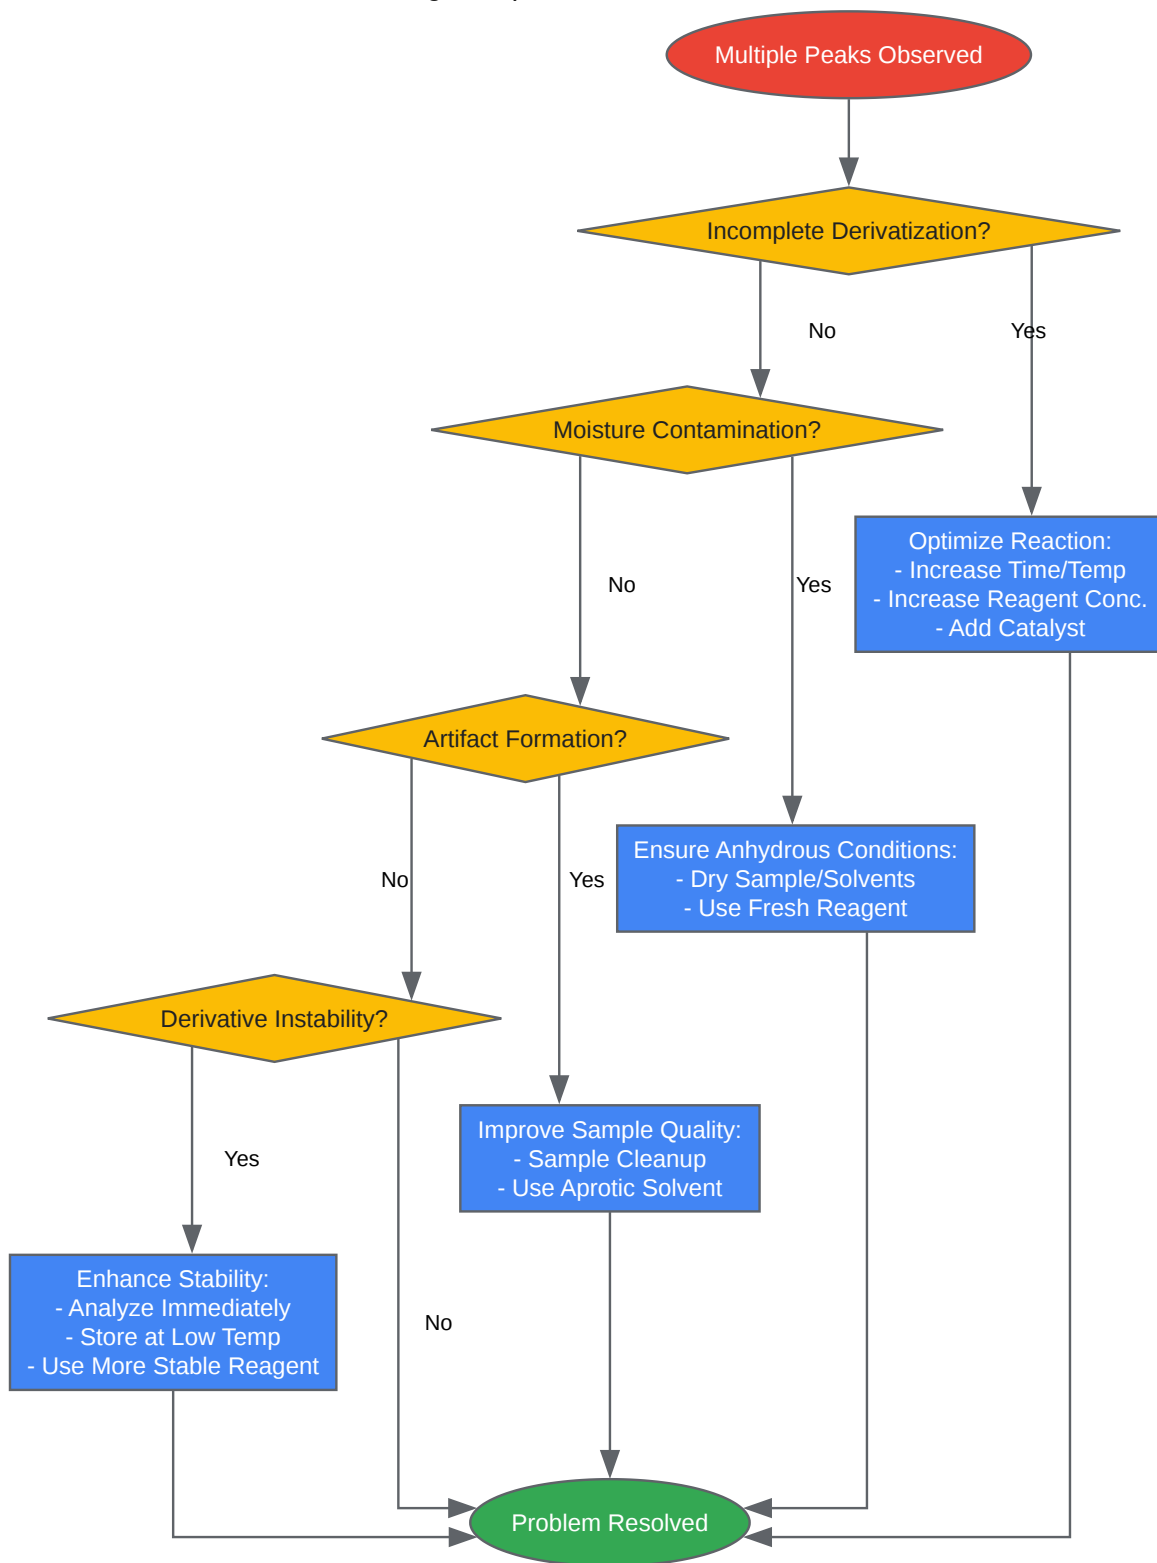 Multiple Peaks Observed
Incomplete Derivatization?
No
Yes
Moisture Contamination?
No
Yes
Optimize Reaction:
- Increase Time/Temp
- Increase Reagent Conc.
- Add Catalyst
Artifact Formation?
No
Yes
Ensure Anhydrous Conditions:
- Dry Sample/Solvents
- Use Fresh Reagent
Derivative Instability?
Yes
No
Improve Sample Quality:
- Sample Cleanup
- Use Aprotic Solvent
Enhance Stability:
- Analyze Immediately
- Store at Low Temp
- Use More Stable Reagent
Problem Resolved